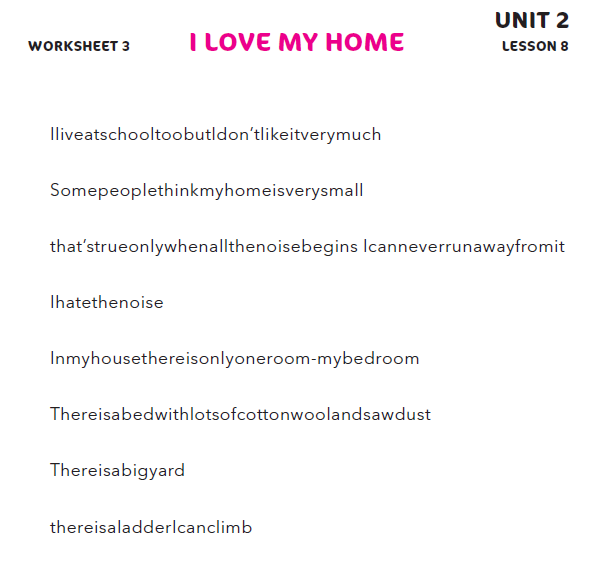 UNIT 2
WORKSHEET 3
I LOVE MY HOME
LESSON 8
IliveatschooltoobutIdon'tlikeitverymuch
Somepeoplethinkmyhomeisverysmall
that'strueonlywhenallthenoisebegins Icanneverrunawayfromit
Ihatethenoise
Inmyhousethereisonlyoneroom-mybedroom
Thereisabedwithlotsofcottonwoolandsawdust
Thereisabigyard
thereisaladderIcanclimb